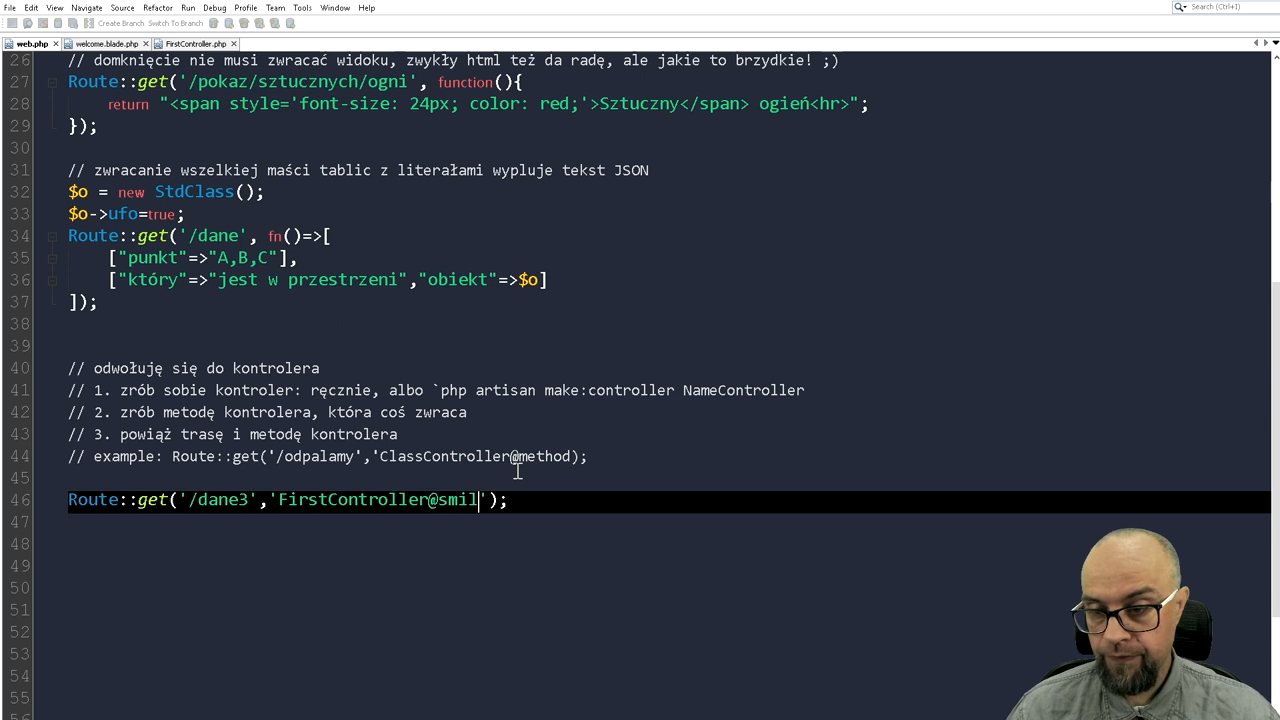 File Edit View Navigate Source Refactor Run Debug Profile Team Tools Window Help
Search (Ctrl+I)
Create Branch Switch To Branch
web.php welcome.blade.php FirstController.php
26 // domknięcie nie musi zwracać widoku, zwykły html też da radę, ale jakie to brzydkie! ;)
27 Route::get('/pokaz/sztucznych/ogni', function(){
28 return "<span style='font-size: 24px; color: red;'>Sztuczny</span> ogień<hr>";
29 });
30
31 // zwracanie wszelkiej maści tablic z literałami wypluje tekst JSON
32 $o = new StdClass();
33 $o->ufo=true;
34 Route::get('/dane', fn()=>[
35 ["punkt"=>"A,B,C"],
36 ["który"=>"jest w przestrzeni","obiekt"=>$o]
37 ]);
38
39
40 // odwołuję się do kontrolera
41 // 1. zrób sobie kontroler: ręcznie, albo `php artisan make:controller NameController
42 // 2. zrób metodę kontrolera, która coś zwraca
43 // 3. powiąż trasę i metodę kontrolera
44 // example: Route::get('/odpalamy','ClassController@method);
45
46 Route::get('/dane3','FirstController@smil');
47
48
49
50
51
52
53
54
55